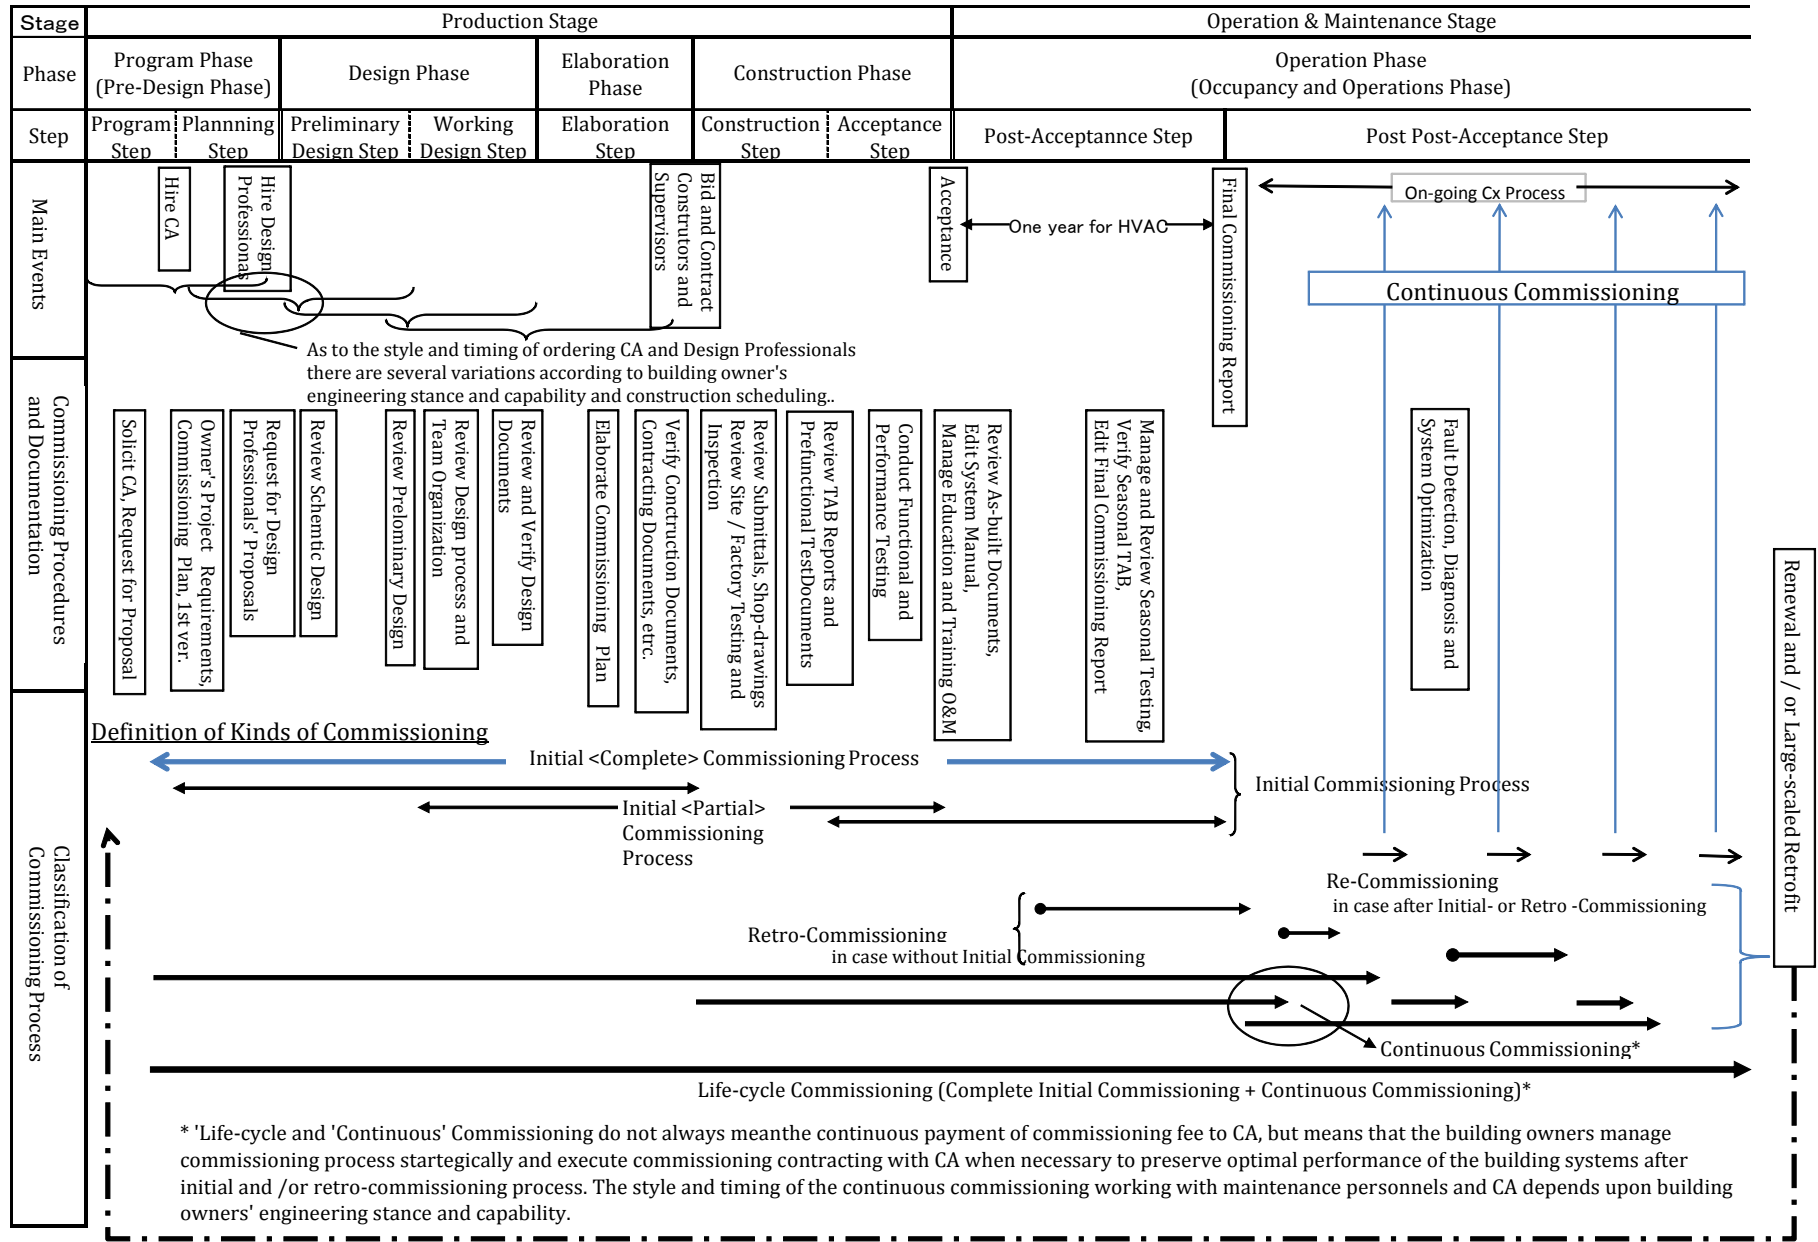 Stage
Production Stage
Operation & Maintenance Stage
Phase
Program Phase
(Pre-Design Phase)
Design Phase
Elaboration
Phase
Construction Phase
Operation Phase
(Occupancy and Operations Phase)
Step
Program
Step
Plannning
Step
Preliminary
Design Step
Working
Design Step
Elaboration
Step
Construction
Step
Acceptance
Step
Post-Acceptannce Step
Post Post-Acceptance Step
Main Events
Hire CA
Hire Design
Professionas
Bid and Contract
Construtors and
Supervisors
Acceptance
One year for HVAC
Final Commissioning Report
On-going Cx Process
Continuous Commissioning
As to the style and timing of ordering CA and Design Professionals
there are several variations according to building owner's
engineering stance and capability and construction scheduling..
Commissioning Procedures
and Documentation
Solicit CA, Request for Proposal
Owner's Project Requirements,
Commissioning Plan, 1st ver.
Request for Design
Professionals' Proposals
Review Schemtic Design
Review Prelominary Design
Review Design process and
Team Organization
Review and Verify Design
Documents
Elaborate Commissioning Plan
Verify Construction Documents,
Contracting Documents, etrc.
Review Submittals, Shop-drawings
Review Site / Factory Testing and
Inspection
Review TAB Reports and
Prefunctional TestDocuments
Conduct Functional and
Performance Testing
Review As-built Documents,
Edit System Manual,
Manage Education and Training O&M
Manage and Review Seasonal Testing,
Verify Seasonal TAB,
Edit Final Commissioning Report
Fault Detection, Diagnosis and
System Optimization
Renewal and / or Large-scaled Retrofit
Classification of
Commissioning Process
Definition of Kinds of Commissioning
Initial <Complete> Commissioning Process
Initial <Partial>
Commissioning
Process
Initial Commissioning Process
Re-Commissioning
in case after Initial- or Retro -Commissioning
Retro-Commissioning
in case without Initial Commissioning
Continuous Commissioning*
Life-cycle Commissioning (Complete Initial Commissioning + Continuous Commissioning)*
* 'Life-cycle and 'Continuous' Commissioning do not always meanthe continuous payment of commissioning fee to CA, but means that the building owners manage
commissioning process startegically and execute commissioning contracting with CA when necessary to preserve optimal performance of the building systems after
initial and /or retro-commissioning process. The style and timing of the continuous commissioning working with maintenance personnels and CA depends upon building
owners' engineering stance and capability.